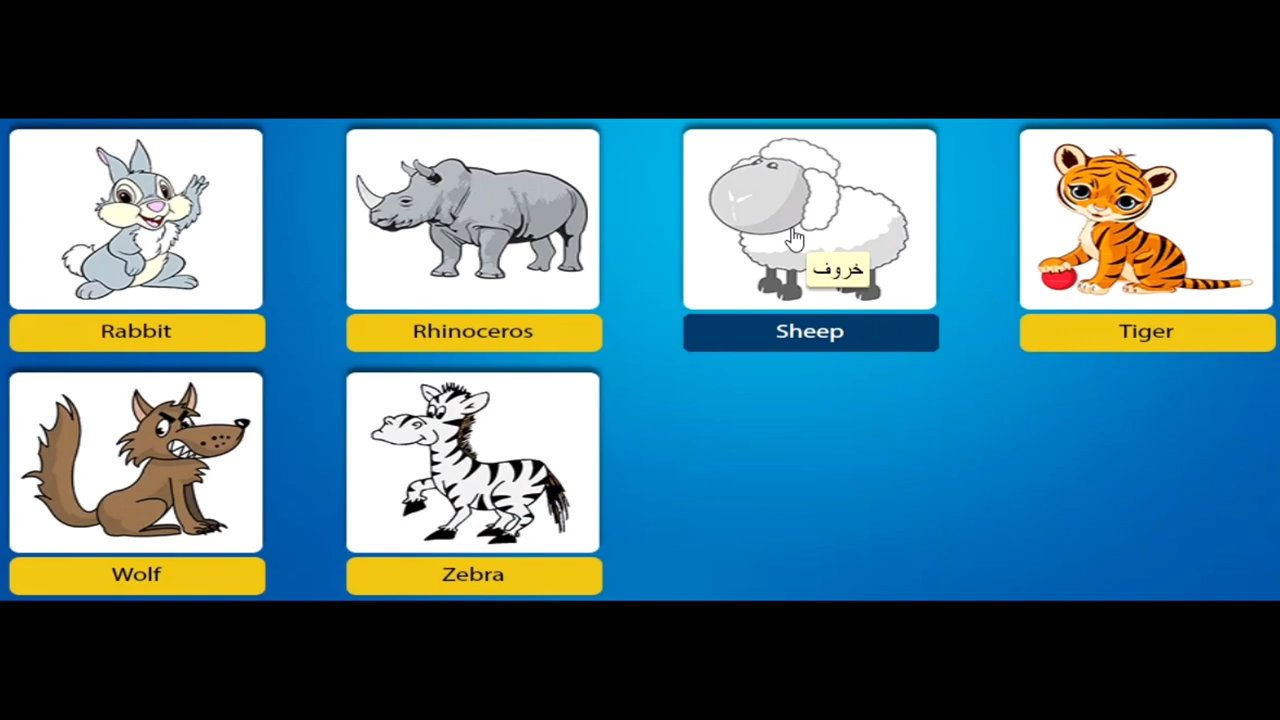 خروف
Rabbit
Rhinoceros
Sheep
Tiger
Wolf
Zebra